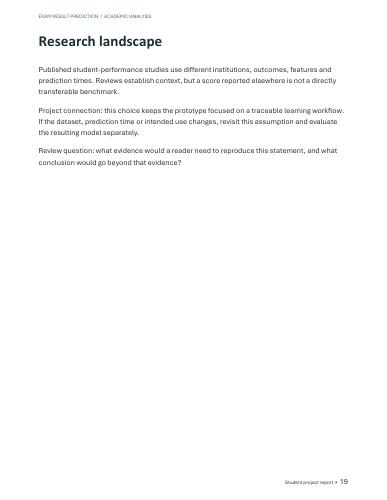 EXAM RESULT PREDICTION | ACADEMIC ANALYSIS
Research landscape
Published student-performance studies use different institutions, outcomes, features and
prediction times. Reviews establish context, but a score reported elsewhere is not a directly
transferable benchmark.
Project connection: this choice keeps the prototype focused on a traceable learning workflow.
If the dataset, prediction time or intended use changes, revisit this assumption and evaluate
the resulting model separately.
Review question: what evidence would a reader need to reproduce this statement, and what
conclusion would go beyond that evidence?
Student project report • 19